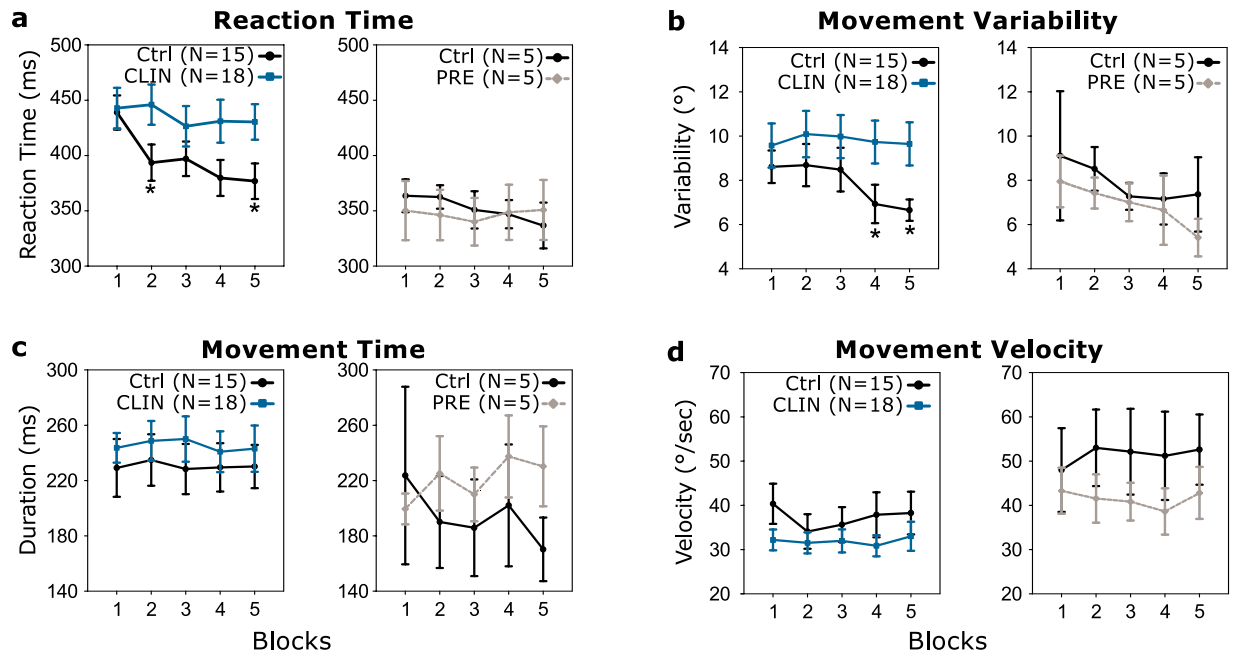 a Reaction Time
500
450
400
350
300
Reaction Time (ms)
Ctrl (N=15)
CLIN (N=18)
*
*
1 2 3 4 5
500
450
400
350
300
Ctrl (N=5)
PRE (N=5)
1 2 3 4 5
b Movement Variability
14
12
10
8
6
4
Variability (°)
Ctrl (N=15)
CLIN (N=18)
*
*
1 2 3 4 5
14
12
10
8
6
4
Ctrl (N=5)
PRE (N=5)
1 2 3 4 5
c Movement Time
300
260
220
180
140
Duration (ms)
Ctrl (N=15)
CLIN (N=18)
1 2 3 4 5
300
260
220
180
140
Ctrl (N=5)
PRE (N=5)
1 2 3 4 5
Blocks
d Movement Velocity
70
60
50
40
30
20
Velocity (°/sec)
Ctrl (N=15)
CLIN (N=18)
1 2 3 4 5
70
60
50
40
30
20
Ctrl (N=5)
PRE (N=5)
1 2 3 4 5
Blocks